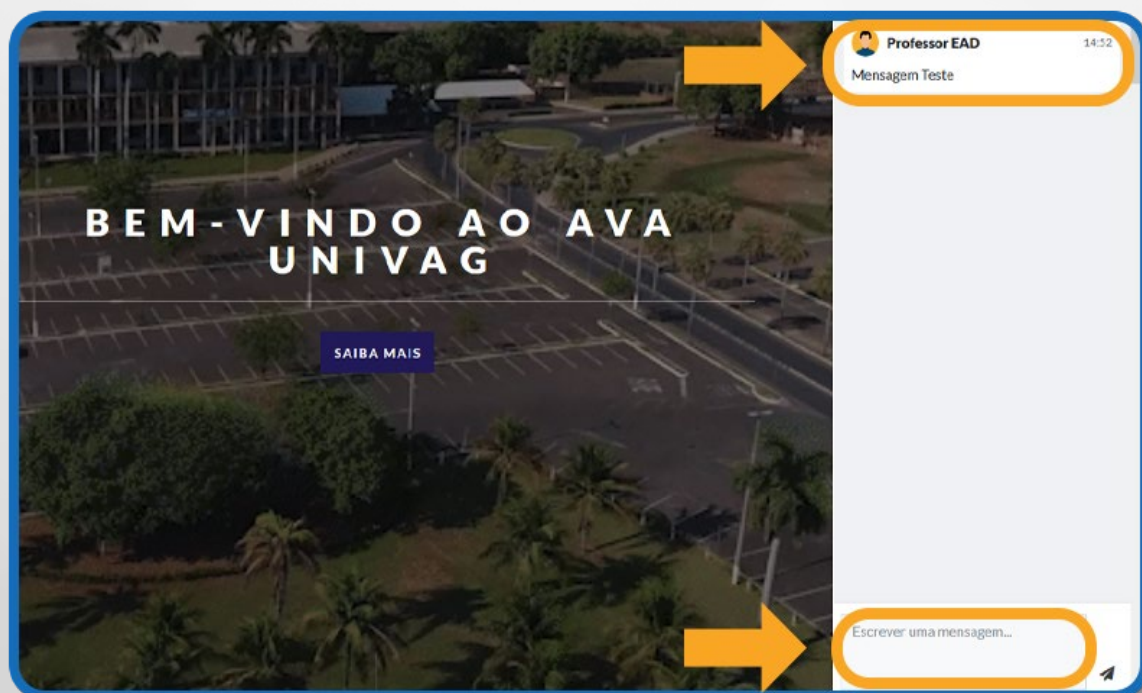 BEM-VINDO AO AVA
UNIVAG
SAIBA MAIS
Professor EAD 14:52
Mensagem Teste
Escrever uma mensagem...